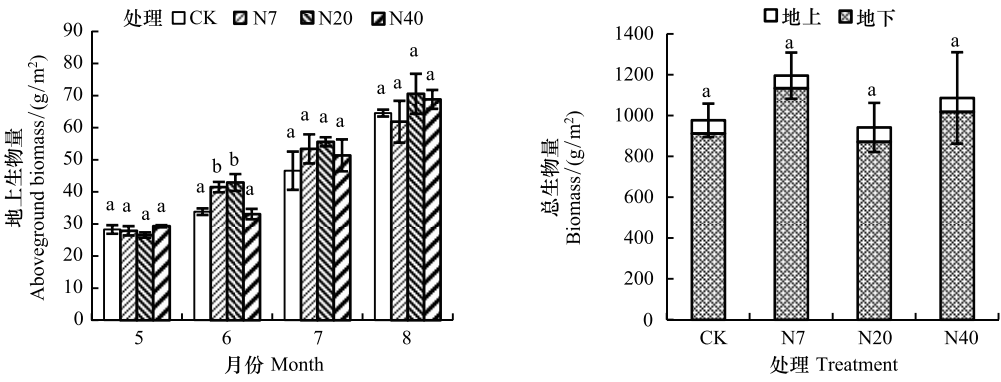 处理 CK N7 N20 N40
地上生物量
Aboveground biomass/(g/m²)
90
80
70
60
50
40
30
20
10
0
a a a a
a b b a
a a a a
a a a a
5 6 7 8
月份 Month
地上 地下
总生物量
Biomass/(g/m²)
1400
1200
1000
800
600
400
200
0
a a a a
CK N7 N20 N40
处理 Treatment